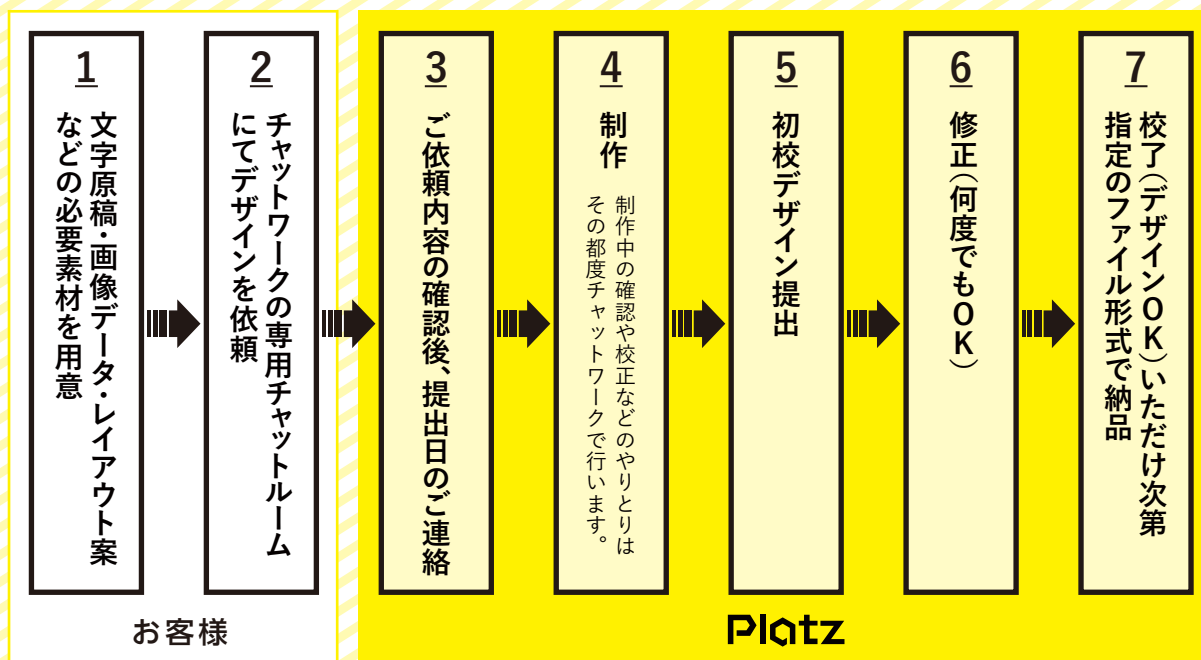 1
文字原稿・画像データ・レイアウト案
などの必要素材を用意
2
チャットワークの専用チャットルーム
にてデザインを依頼
お客様
3
ご依頼内容の確認後、提出日のご連絡
4
制作
制作中の確認や校正などのやりとりは
その都度チャットワークで行います。
5
初校デザイン提出
6
修正（何度でもOK）
7
校了（デザインOK）いただけ次第
指定のファイル形式で納品
Platz